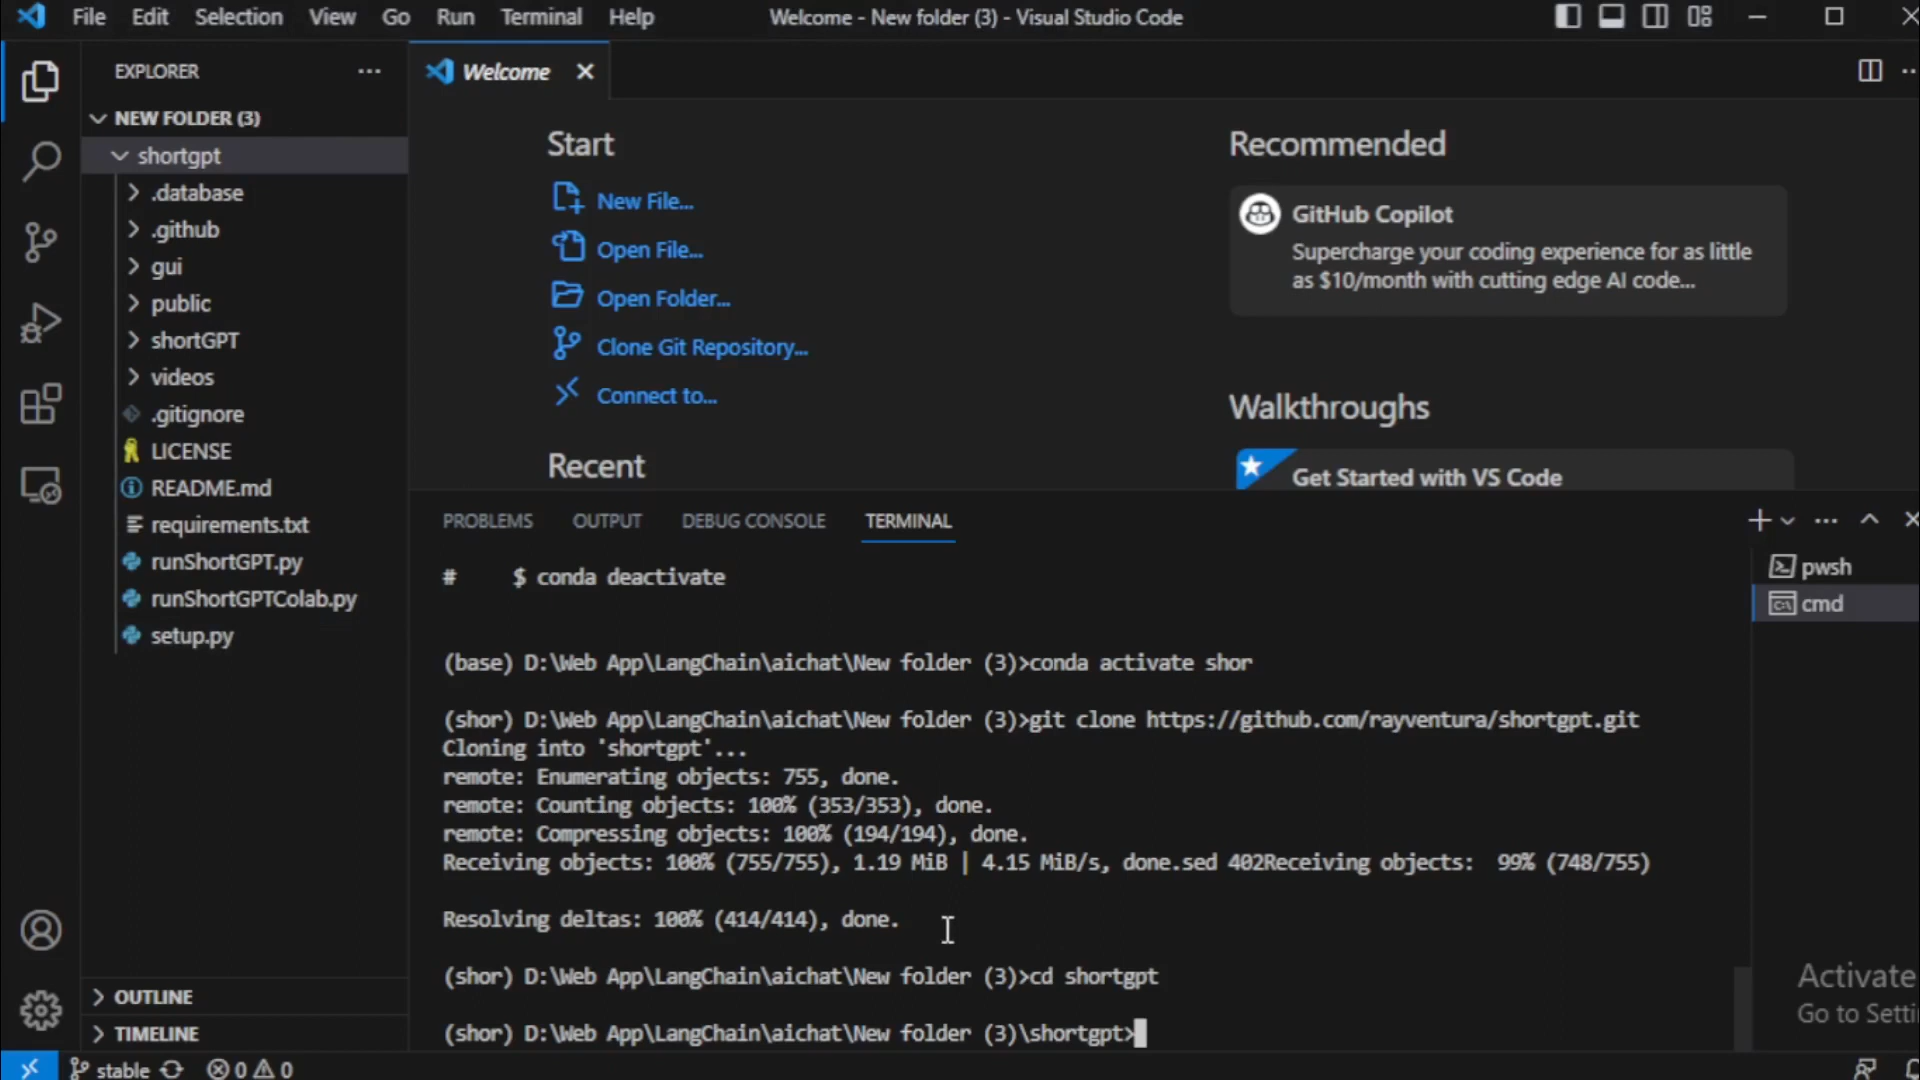 File Edit Selection View Go Run Terminal Help
Welcome - New folder (3) - Visual Studio Code
EXPLORER
Welcome
NEW FOLDER (3)
shortgpt
.database
.github
gui
public
shortGPT
videos
.gitignore
LICENSE
README.md
requirements.txt
runShortGPT.py
runShortGPTColab.py
setup.py
OUTLINE
TIMELINE
Start
New File...
Open File...
Open Folder...
Clone Git Repository...
Connect to...
Recent
Recommended
GitHub Copilot
Supercharge your coding experience for as little
as $10/month with cutting edge AI code...
Walkthroughs
Get Started with VS Code
PROBLEMS OUTPUT DEBUG CONSOLE TERMINAL
pwsh
cmd
# $ conda deactivate
(base) D:\Web App\LangChain\aichat\New folder (3)>conda activate shor
(shor) D:\Web App\LangChain\aichat\New folder (3)>git clone https://github.com/rayventura/shortgpt.git
Cloning into 'shortgpt'...
remote: Enumerating objects: 755, done.
remote: Counting objects: 100% (353/353), done.
remote: Compressing objects: 100% (194/194), done.
Receiving objects: 100% (755/755), 1.19 MiB | 4.15 MiB/s, done.sed 402Receiving objects:  99% (748/755)
Resolving deltas: 100% (414/414), done.
(shor) D:\Web App\LangChain\aichat\New folder (3)>cd shortgpt
(shor) D:\Web App\LangChain\aichat\New folder (3)\shortgpt>
Activate
Go to Setti
stable 0 0